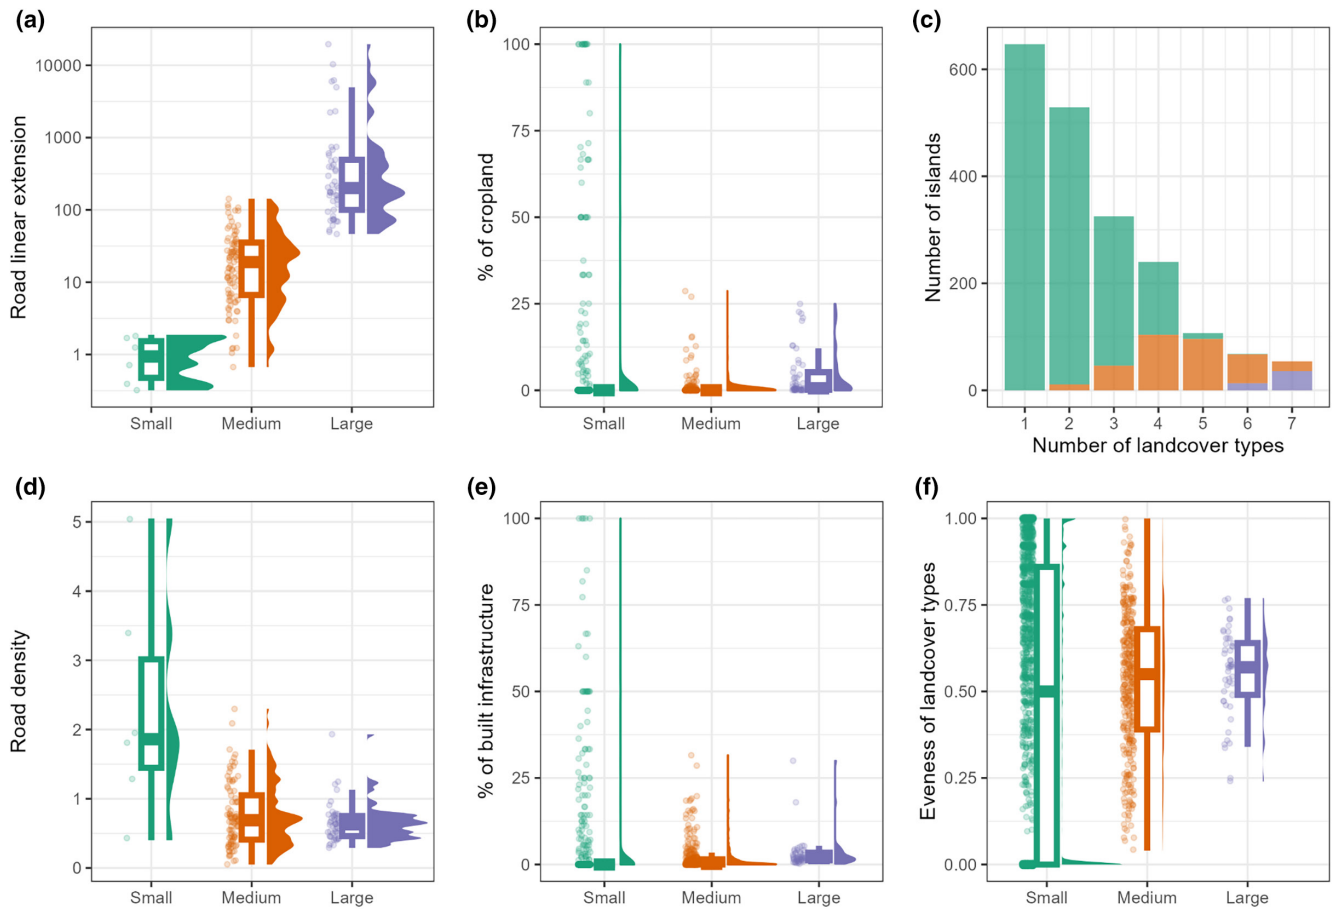 (a)
Road linear extension
10000
1000
100
10
1
Small Medium Large
(b)
% of cropland
100
75
50
25
0
Small Medium Large
(c)
Number of Islands
600
400
200
0
1 2 3 4 5 6 7
Number of landcover types
(d)
Road density
5
4
3
2
1
0
Small Medium Large
(e)
% of built infrastructure
100
75
50
25
0
Small Medium Large
(f)
Eveness of landcover types
1.00
0.75
0.50
0.25
0.00
Small Medium Large